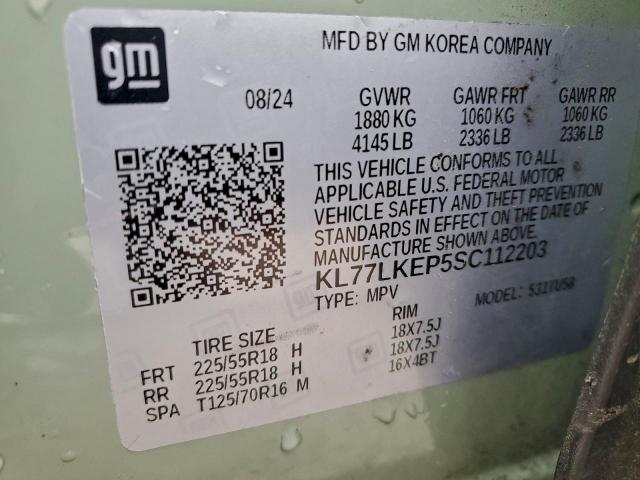 gm
MFD BY GM KOREA COMPANY
08/24 GVWR GAWR FRT GAWR RR
1880 KG 1060 KG 1060 KG
4145 LB 2336 LB 2336 LB
THIS VEHICLE CONFORMS TO ALL
APPLICABLE U.S. FEDERAL MOTOR
VEHICLE SAFETY AND THEFT PREVENTION
STANDARDS IN EFFECT ON THE DATE OF
MANUFACTURE SHOWN ABOVE.
KL77LKEP5SC112203
TYPE: MPV MODEL: 531TU58
TIRE SIZE RIM
FRT 225/55R18 H 18X7.5J
RR 225/55R18 H 18X7.5J
SPA T125/70R16 M 16X4BT